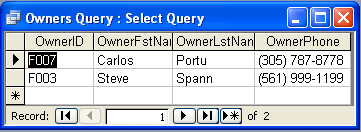 Owners Query : Select Query
OwnerID OwnerFstNan OwnerLstNan OwnerPhone
F007 Carlos Portu (305) 787-8778
F003 Steve Spann (561) 999-1199
Record: 1 of 2